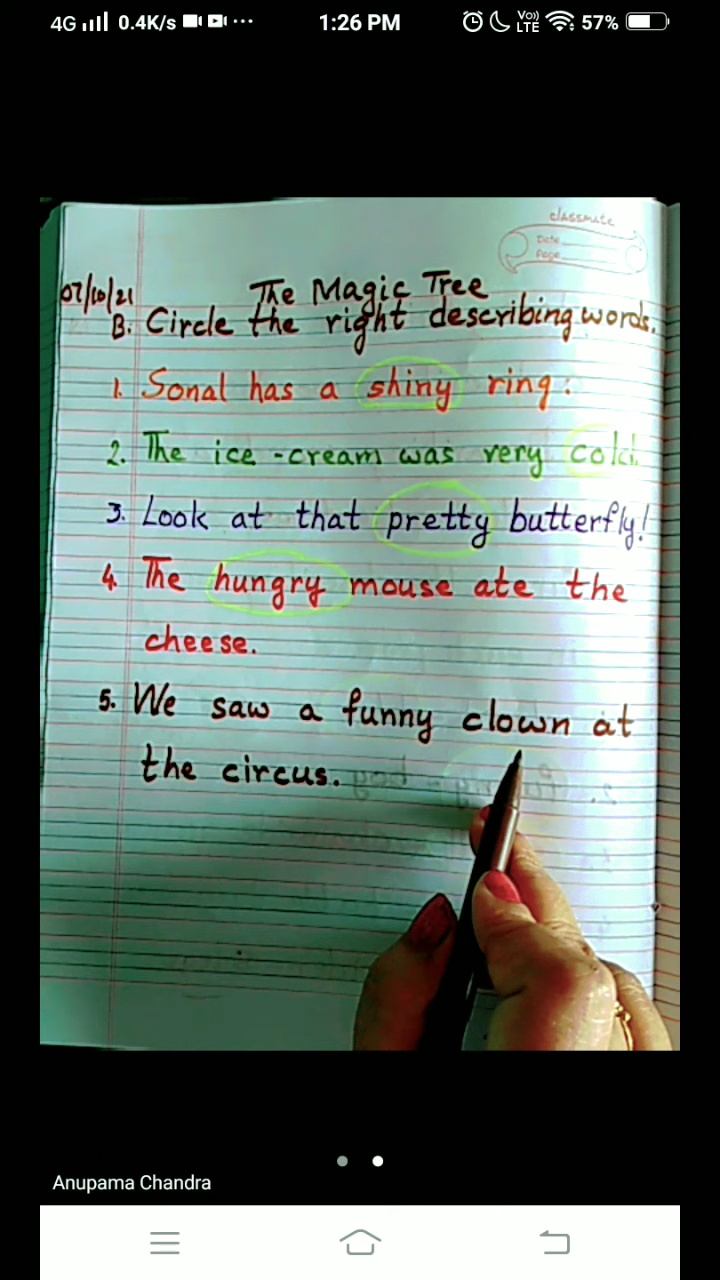 4G 0.4K/s ... 1:26 PM Vo) LTE 57%
classmate
Date
Page
07/10/21 The Magic Tree
B. Circle the right describing words.
1. Sonal has a shiny ring.
2. The ice-cream was very cold.
3. Look at that pretty butterfly!
4. The hungry mouse ate the
cheese.
5. We saw a funny clown at
the circus.
Anupama Chandra